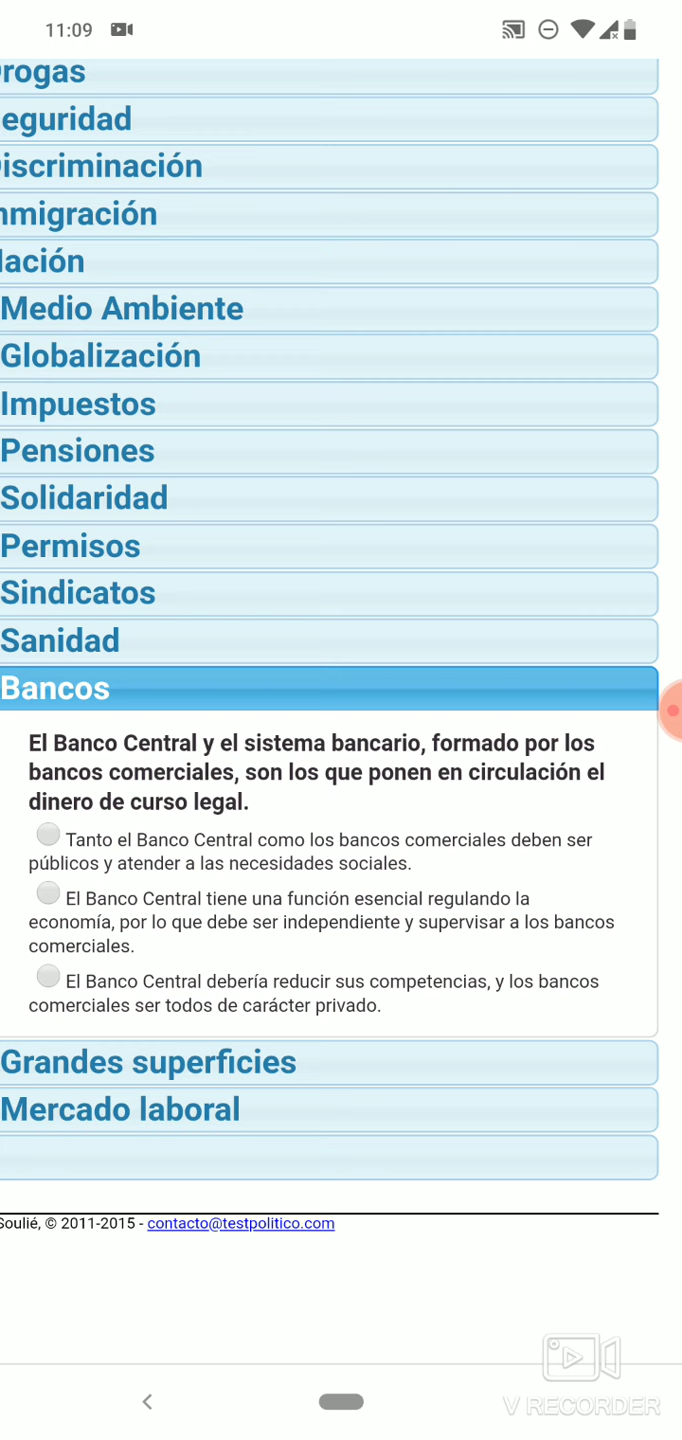 11:09
rogas
eguridad
iscriminación
nmigración
ación
Medio Ambiente
Globalización
Impuestos
Pensiones
Solidaridad
Permisos
Sindicatos
Sanidad
Bancos
El Banco Central y el sistema bancario, formado por los
bancos comerciales, son los que ponen en circulación el
dinero de curso legal.
Tanto el Banco Central como los bancos comerciales deben ser
públicos y atender a las necesidades sociales.
El Banco Central tiene una función esencial regulando la
economía, por lo que debe ser independiente y supervisar a los bancos
comerciales.
El Banco Central debería reducir sus competencias, y los bancos
comerciales ser todos de carácter privado.
Grandes superficies
Mercado laboral
Soulié, © 2011-2015 - contacto@testpolitico.com
V RECORDER